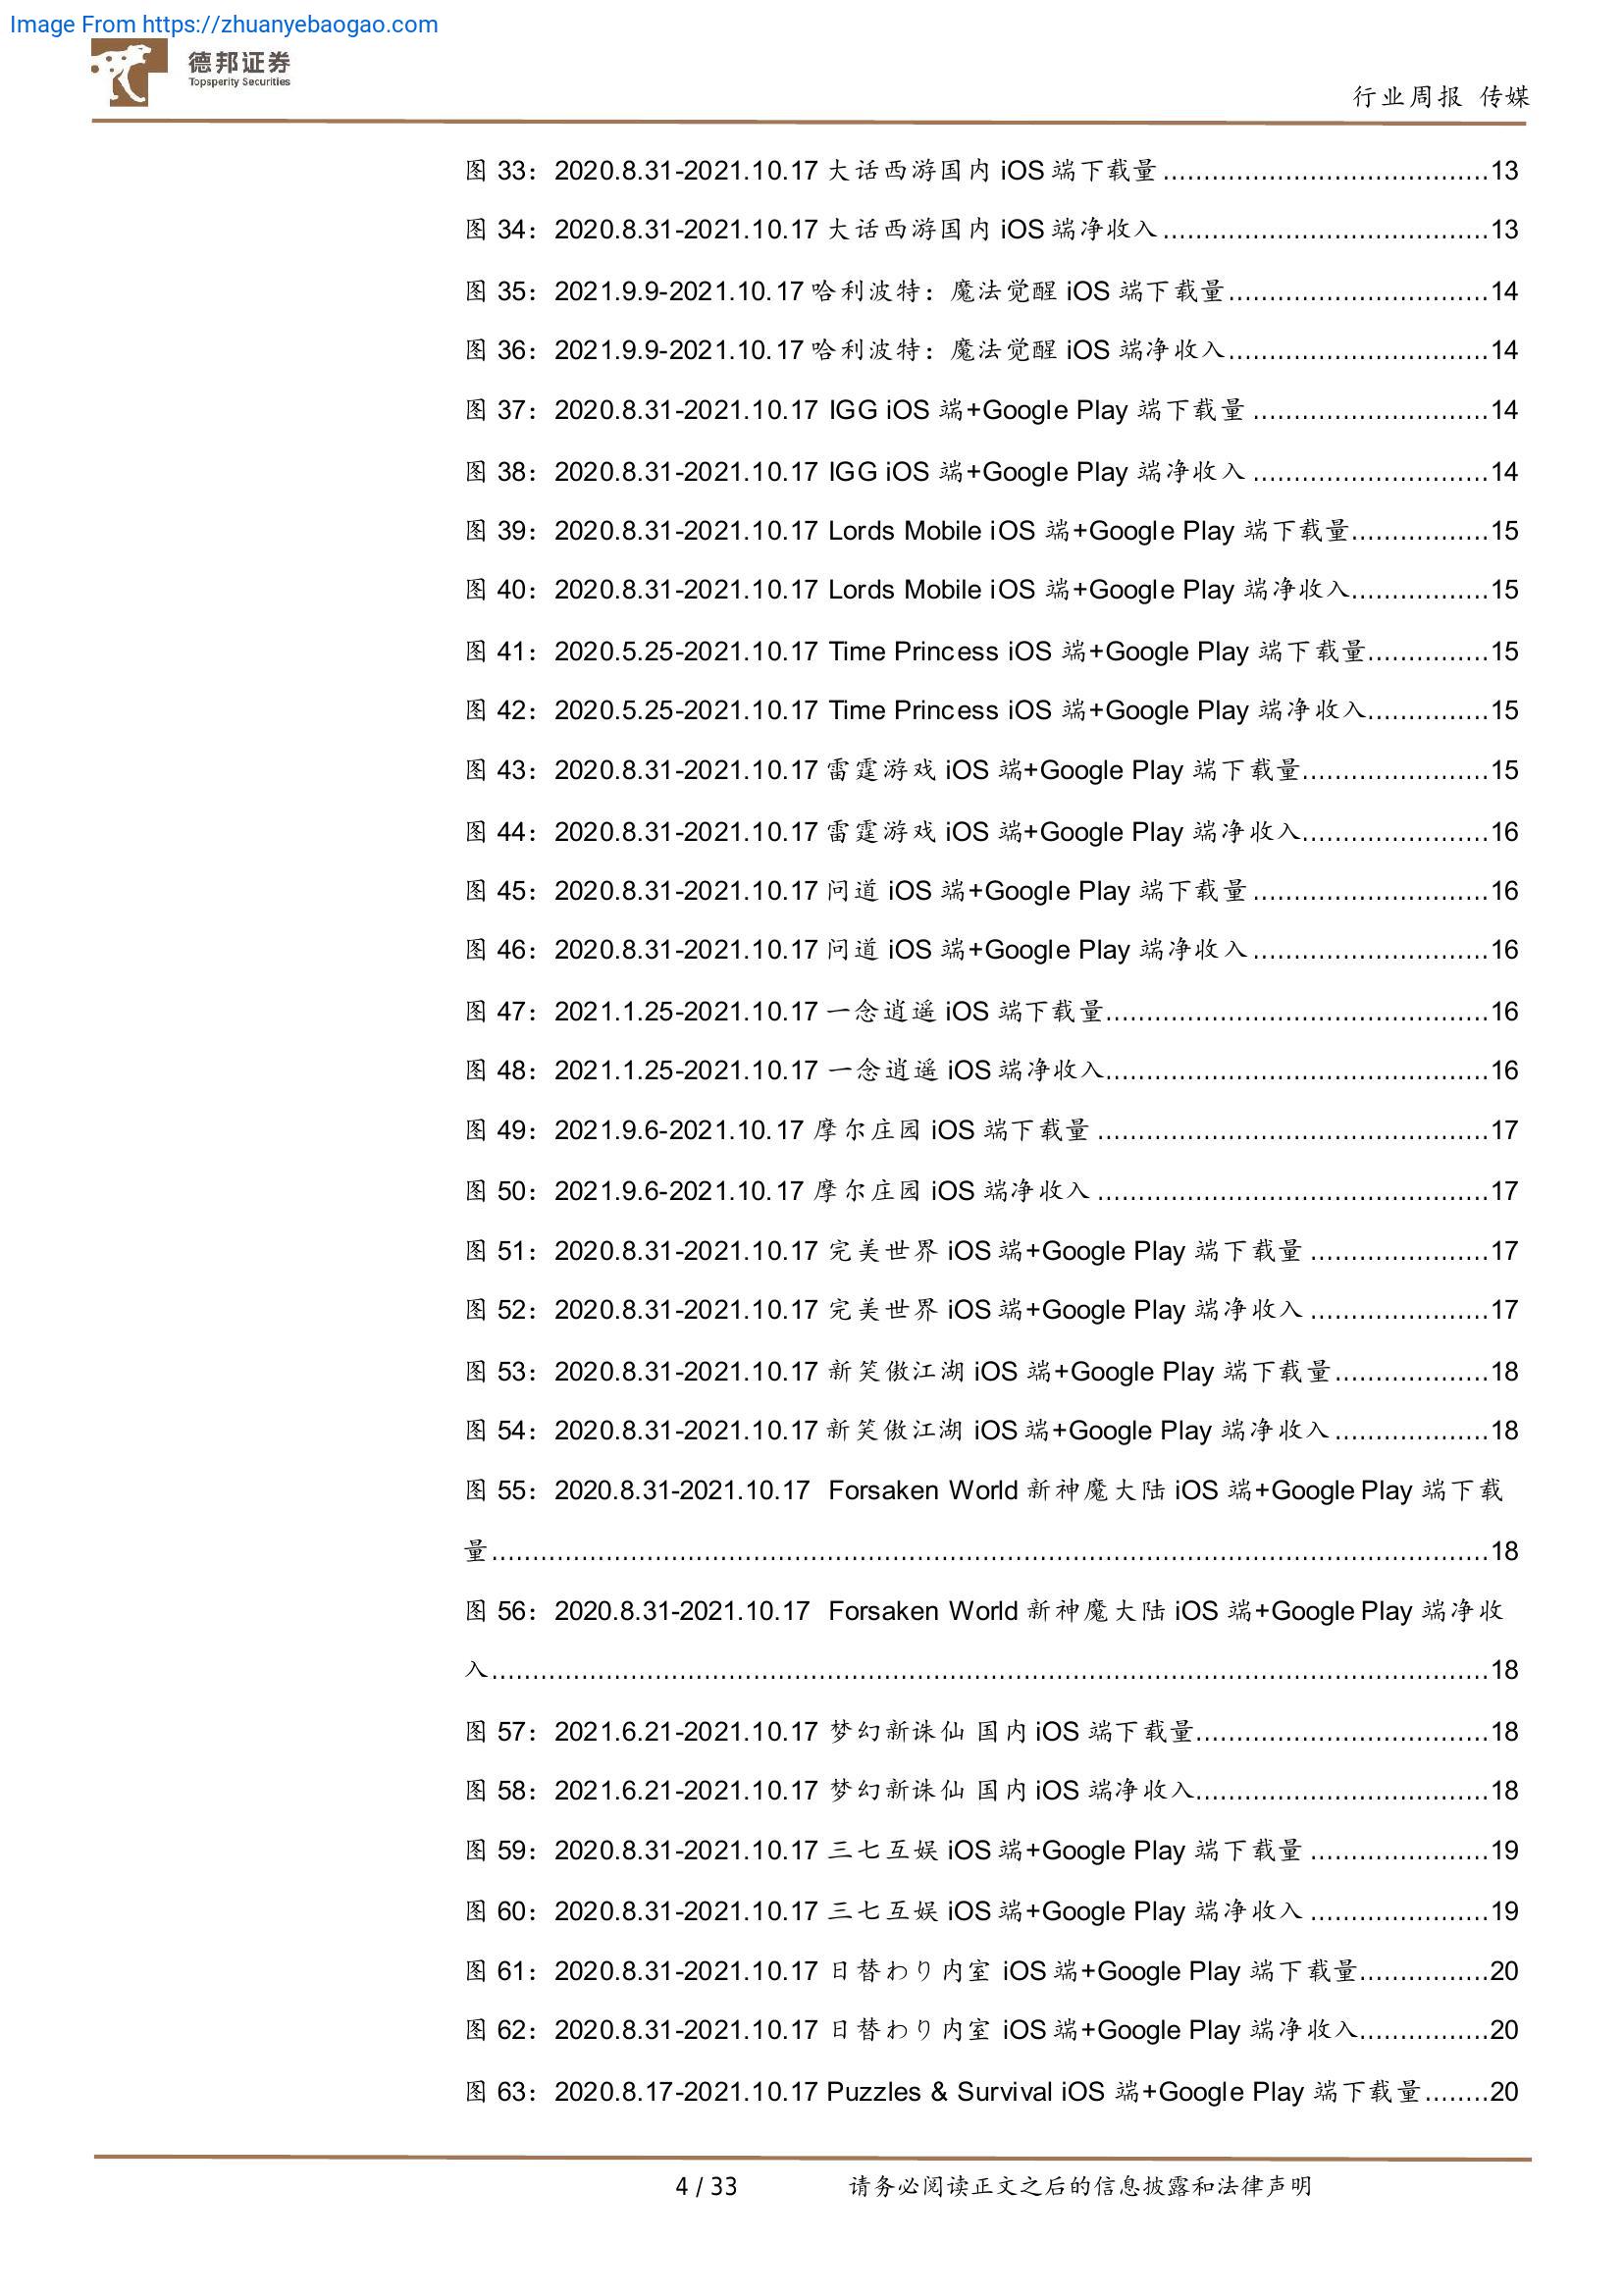 Image From https://zhuanyebaogao.com
德邦证券
Topsperity Securities
行业周报 传媒
图 33：2020.8.31-2021.10.17 大话西游国内 iOS 端下载量........................................13
图 34：2020.8.31-2021.10.17 大话西游国内 iOS 端净收入........................................13
图 35：2021.9.9-2021.10.17 哈利波特：魔法觉醒 iOS 端下载量................................14
图 36：2021.9.9-2021.10.17 哈利波特：魔法觉醒 iOS 端净收入................................14
图 37：2020.8.31-2021.10.17 IGG iOS 端+Google Play 端下载量.............................14
图 38：2020.8.31-2021.10.17 IGG iOS 端+Google Play 端净收入.............................14
图 39：2020.8.31-2021.10.17 Lords Mobile iOS 端+Google Play 端下载量.................15
图 40：2020.8.31-2021.10.17 Lords Mobile iOS 端+Google Play 端净收入.................15
图 41：2020.5.25-2021.10.17 Time Princess iOS 端+Google Play 端下载量...............15
图 42：2020.5.25-2021.10.17 Time Princess iOS 端+Google Play 端净收入...............15
图 43：2020.8.31-2021.10.17 雷霆游戏 iOS 端+Google Play 端下载量.......................15
图 44：2020.8.31-2021.10.17 雷霆游戏 iOS 端+Google Play 端净收入.......................16
图 45：2020.8.31-2021.10.17 问道 iOS 端+Google Play 端下载量.............................16
图 46：2020.8.31-2021.10.17 问道 iOS 端+Google Play 端净收入.............................16
图 47：2021.1.25-2021.10.17 一念逍遥 iOS 端下载量...............................................16
图 48：2021.1.25-2021.10.17 一念逍遥 iOS 端净收入...............................................16
图 49：2021.9.6-2021.10.17 摩尔庄园 iOS 端下载量................................................17
图 50：2021.9.6-2021.10.17 摩尔庄园 iOS 端净收入................................................17
图 51：2020.8.31-2021.10.17 完美世界 iOS 端+Google Play 端下载量......................17
图 52：2020.8.31-2021.10.17 完美世界 iOS 端+Google Play 端净收入......................17
图 53：2020.8.31-2021.10.17 新笑傲江湖 iOS 端+Google Play 端下载量...................18
图 54：2020.8.31-2021.10.17 新笑傲江湖 iOS 端+Google Play 端净收入...................18
图 55：2020.8.31-2021.10.17 Forsaken World 新神魔大陆 iOS 端+Google Play 端下载
量..........................................................................................................................18
图 56：2020.8.31-2021.10.17 Forsaken World 新神魔大陆 iOS 端+Google Play 端净收
入..........................................................................................................................18
图 57：2021.6.21-2021.10.17 梦幻新诛仙 国内 iOS 端下载量....................................18
图 58：2021.6.21-2021.10.17 梦幻新诛仙 国内 iOS 端净收入....................................18
图 59：2020.8.31-2021.10.17 三七互娱 iOS 端+Google Play 端下载量......................19
图 60：2020.8.31-2021.10.17 三七互娱 iOS 端+Google Play 端净收入......................19
图 61：2020.8.31-2021.10.17 日替わり内室 iOS 端+Google Play 端下载量................20
图 62：2020.8.31-2021.10.17 日替わり内室 iOS 端+Google Play 端净收入................20
图 63：2020.8.17-2021.10.17 Puzzles & Survival iOS 端+Google Play 端下载量........20
4 / 33 请务必阅读正文之后的信息披露和法律声明